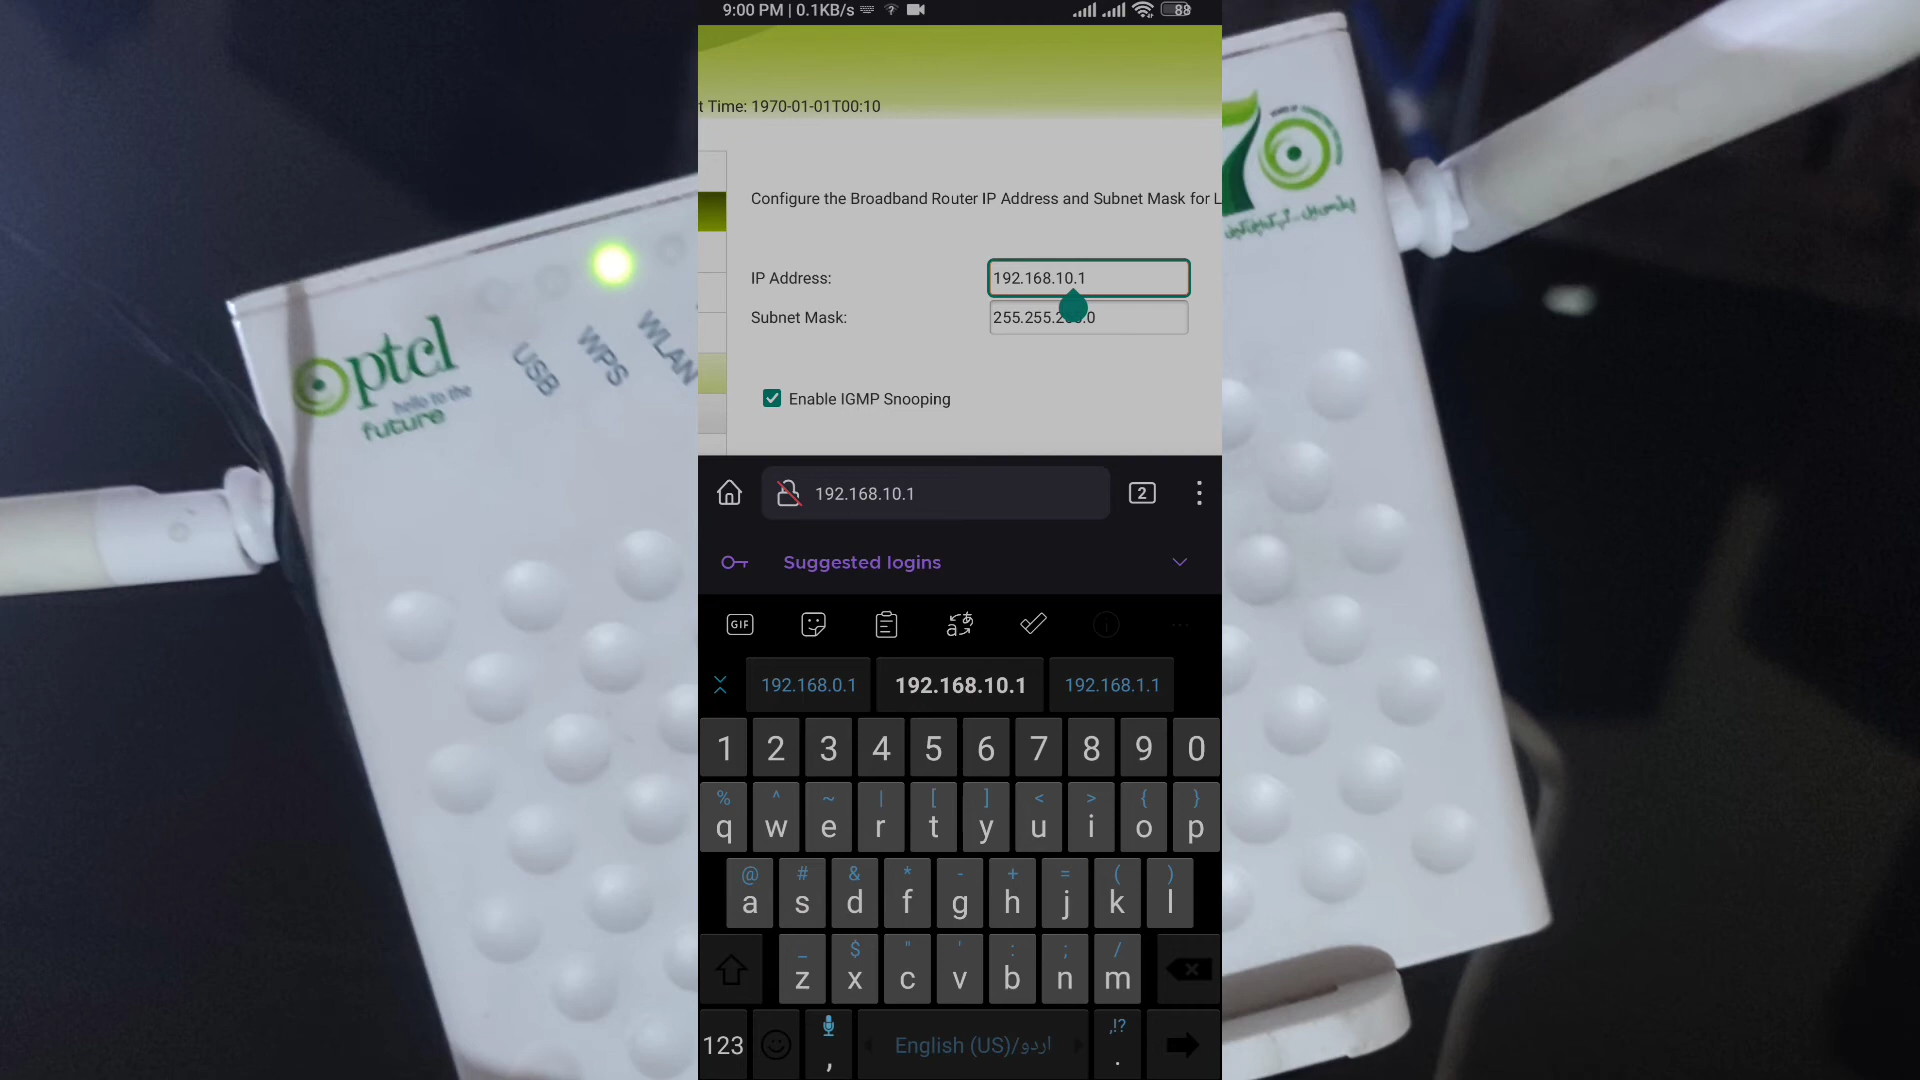 9:00 PM | 0.1KB/s
88
t Time: 1970-01-01T00:10
Configure the Broadband Router IP Address and Subnet Mask for L
IP Address:
192.168.10.1
Subnet Mask:
255.255.2 .0
Enable IGMP Snooping
192.168.10.1
2
Suggested logins
GIF
192.168.0.1
192.168.10.1
192.168.1.1
1 2 3 4 5 6 7 8 9 0
% ^ ~ | [ ] < > { }
q w e r t y u i o p
@ # & * - + = ( )
a s d f g h j k l
_ $ " ' : ; /
z x c v b n m
,!?
123 , English (US)/اردو .
ptcl
hello to the
future
USB
WPS
WLAN
70